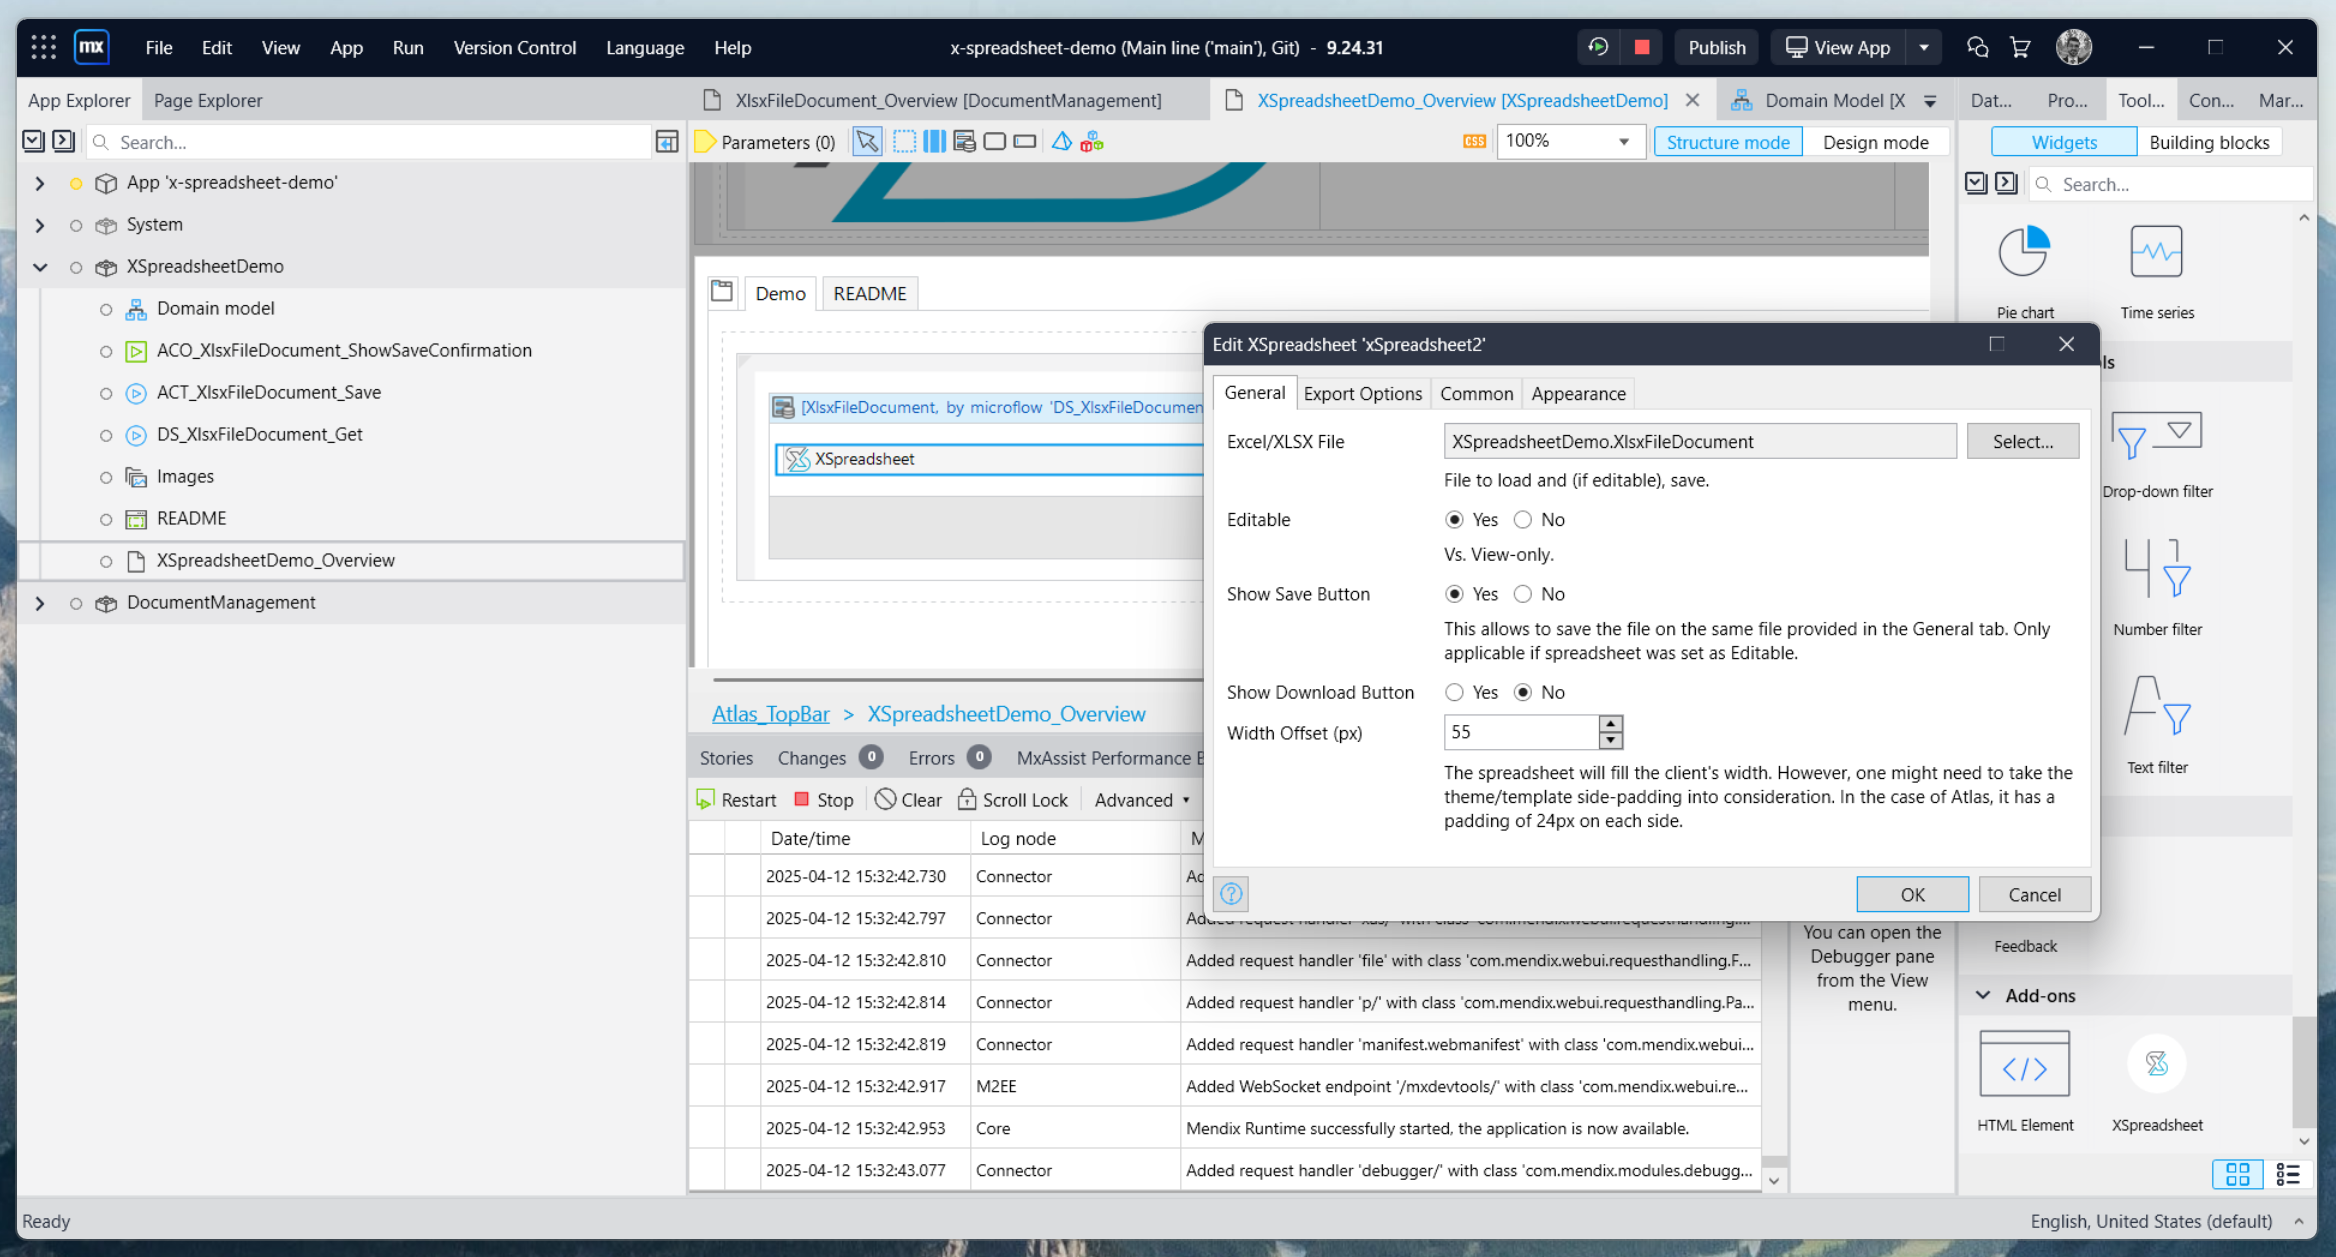 mx File Edit View App Run Version Control Language Help x-spreadsheet-demo (Main line ('main'), Git) - 9.24.31 Publish View App
App Explorer Page Explorer XlsxFileDocument_Overview [DocumentManagement] XSpreadsheetDemo_Overview [XSpreadsheetDemo] Domain Model [X Dat... Pro... Tool... Con... Mar...
Search... Parameters (0) CSS 100% Structure mode Design mode Widgets Building blocks
Search...
App 'x-spreadsheet-demo'
System
XSpreadsheetDemo
Domain model
ACO_XlsxFileDocument_ShowSaveConfirmation
ACT_XlsxFileDocument_Save
DS_XlsxFileDocument_Get
Images
README
XSpreadsheetDemo_Overview
DocumentManagement
Demo README
[XlsxFileDocument, by microflow 'DS_XlsxFileDocumen
XSpreadsheet
Atlas_TopBar > XSpreadsheetDemo_Overview
Stories Changes 0 Errors 0 MxAssist Performance
Restart Stop Clear Scroll Lock Advanced
Date/time Log node
2025-04-12 15:32:42.730 Connector
2025-04-12 15:32:42.797 Connector
2025-04-12 15:32:42.810 Connector Added request handler 'file' with class 'com.mendix.webui.requesthandling.F...
2025-04-12 15:32:42.814 Connector Added request handler 'p/' with class 'com.mendix.webui.requesthandling.Pa...
2025-04-12 15:32:42.819 Connector Added request handler 'manifest.webmanifest' with class 'com.mendix.webui...
2025-04-12 15:32:42.917 M2EE Added WebSocket endpoint '/mxdevtools/' with class 'com.mendix.webui.re...
2025-04-12 15:32:42.953 Core Mendix Runtime successfully started, the application is now available.
2025-04-12 15:32:43.077 Connector Added request handler 'debugger/' with class 'com.mendix.modules.debugg...
Edit XSpreadsheet 'xSpreadsheet2'
General Export Options Common Appearance
Excel/XLSX File XSpreadsheetDemo.XlsxFileDocument Select...
File to load and (if editable), save.
Editable Yes No
Vs. View-only.
Show Save Button Yes No
This allows to save the file on the same file provided in the General tab. Only
applicable if spreadsheet was set as Editable.
Show Download Button Yes No
Width Offset (px) 55
The spreadsheet will fill the client's width. However, one might need to take the
theme/template side-padding into consideration. In the case of Atlas, it has a
padding of 24px on each side.
OK Cancel
You can open the
Debugger pane
from the View
menu.
Pie chart Time series
ls
Drop-down filter
Number filter
Text filter
Feedback
Add-ons
HTML Element XSpreadsheet
Ready English, United States (default)